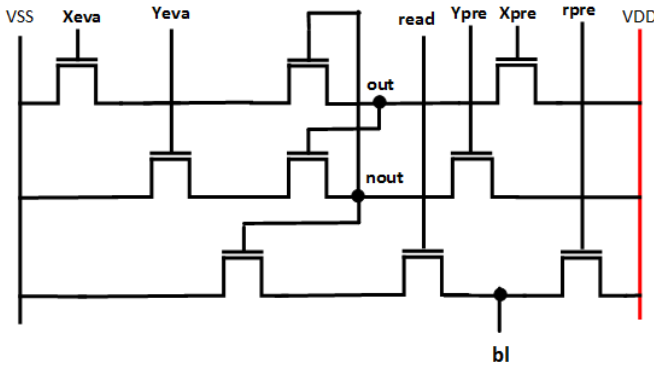 VSS Xeva Yeva read Ypre Xpre rpre VDD
out
nout
bl